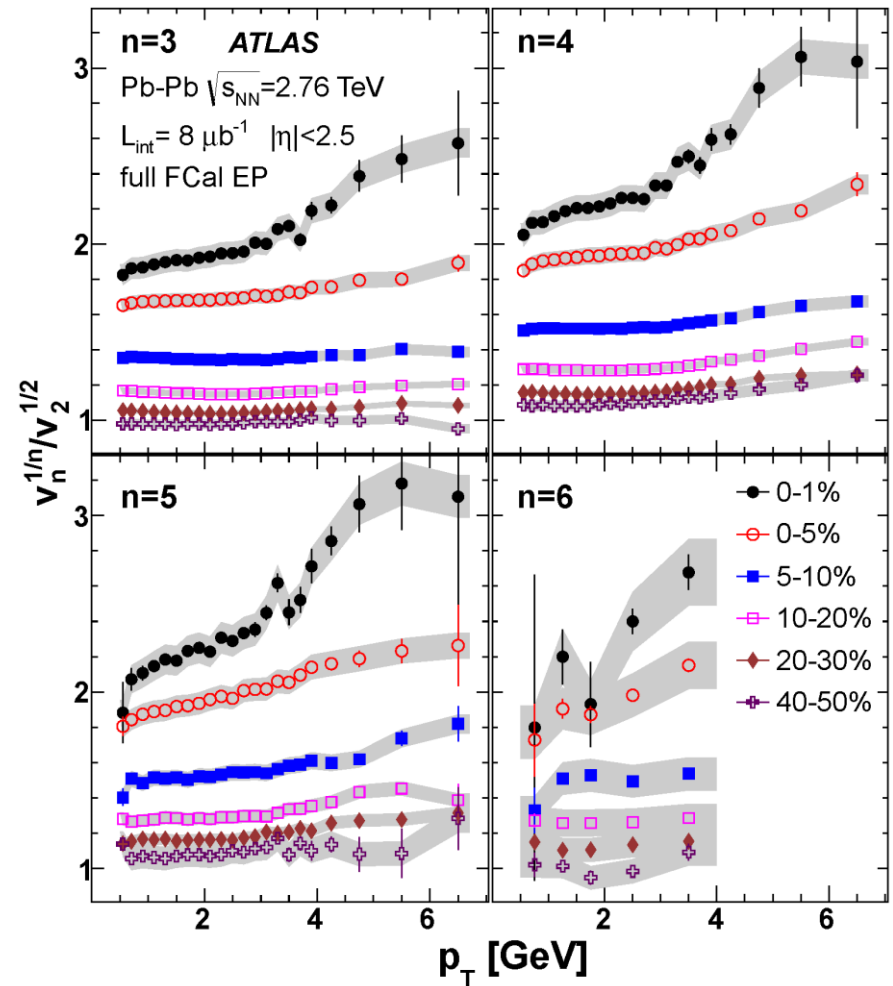 n=3 ATLAS
Pb-Pb √s_NN=2.76 TeV
L_int= 8 μb⁻¹ |η|<2.5
full FCal EP
n=4
3
2
1
v_n^1/n/v_2^1/2
n=5
n=6
0-1%
0-5%
5-10%
10-20%
20-30%
40-50%
3
2
1
2 4 6
2 4 6
p_T [GeV]